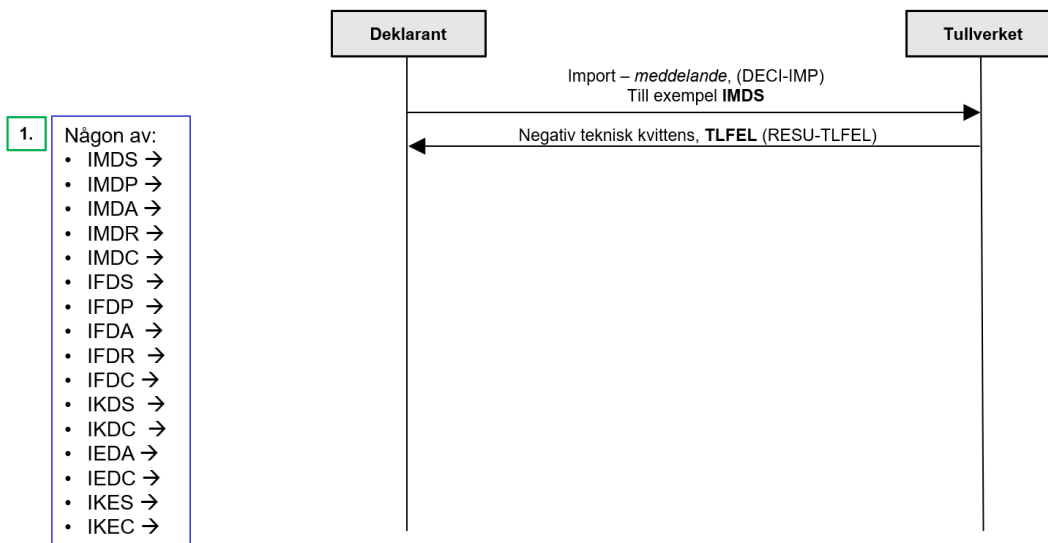 Deklarant
Tullverket
Import – meddelande, (DECI-IMP)
Till exempel IMDS
Negativ teknisk kvittens, TLFEL (RESU-TLFEL)
1.
Någon av:
• IMDS →
• IMDP →
• IMDA →
• IMDR →
• IMDC →
• IFDS →
• IFDP →
• IFDA →
• IFDR →
• IFDC →
• IKDS →
• IKDC →
• IEDA →
• IEDC →
• IKES →
• IKEC →